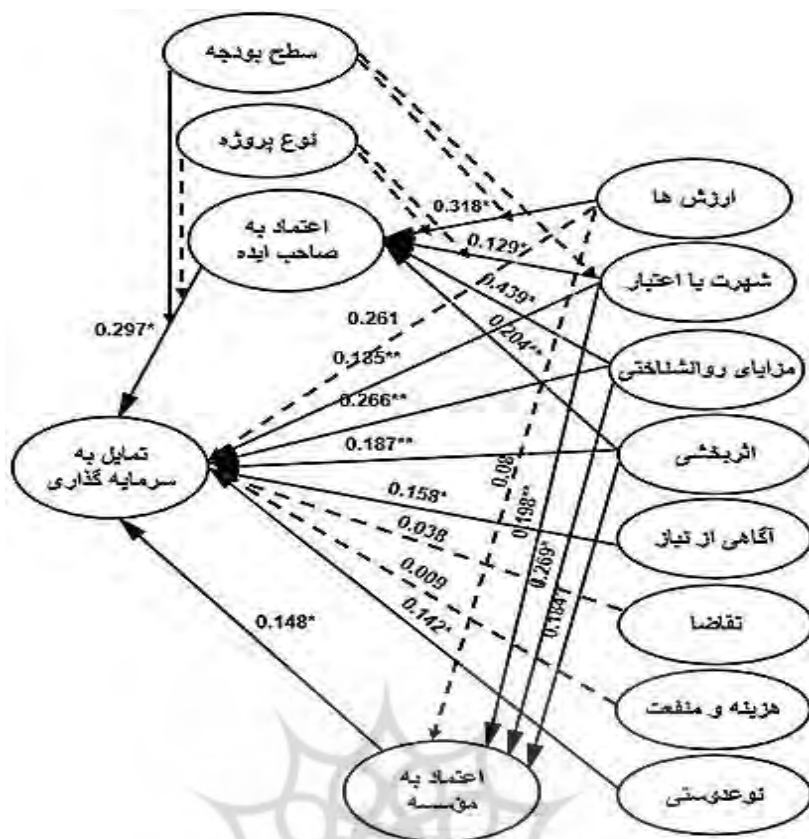 سطح بودجه
نوع پروژه
اعتماد به
صاحب ایده
ارزش ها
شهرت یا اعتبار
مزایای روانشناختی
اثربخشی
آگاهی از نیاز
تقاضا
هزینه و منفعت
نوعدوستی
تمایل به
سرمایه گذاری
اعتماد به
مؤسسه
0.318*
0.129*
0.439*
0.204**
0.297*
0.261
0.185**
0.266**
0.187**
0.158*
0.038
0.009
0.142*
0.148*
0.08
0.198**
0.269*